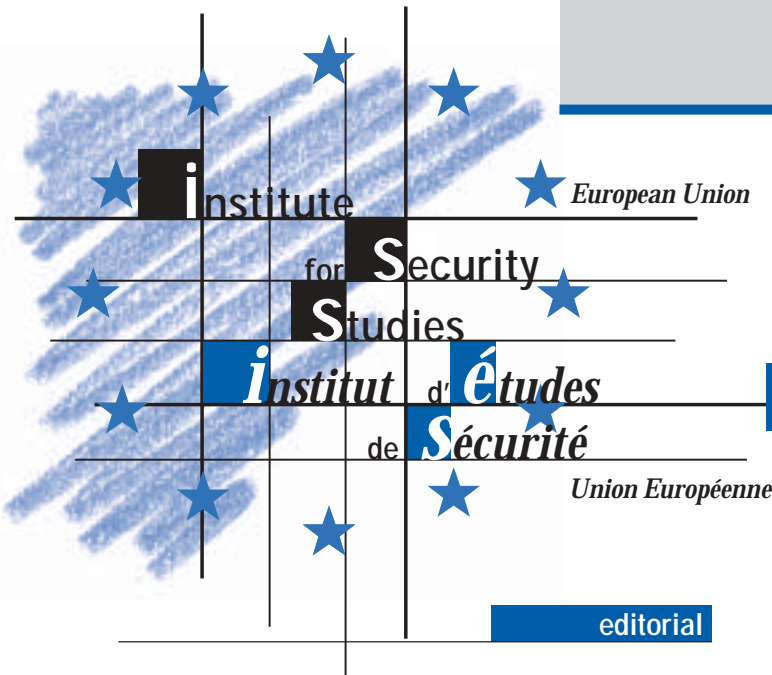 institute
European Union
for Security
Studies
institut d'études
de Sécurité
Union Européenne
editorial